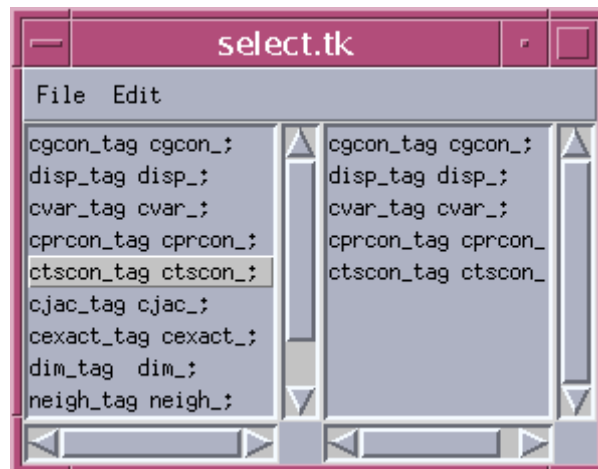 select.tk
File Edit
cgcon_tag cgcon_;
disp_tag disp_;
cvar_tag cvar_;
cprcon_tag cprcon_;
ctscon_tag ctscon_;
cjac_tag cjac_;
cexact_tag cexact_;
dim_tag  dim_;
neigh_tag neigh_;
cgcon_tag cgcon_;
disp_tag disp_;
cvar_tag cvar_;
cprcon_tag cprcon_
ctscon_tag ctscon_